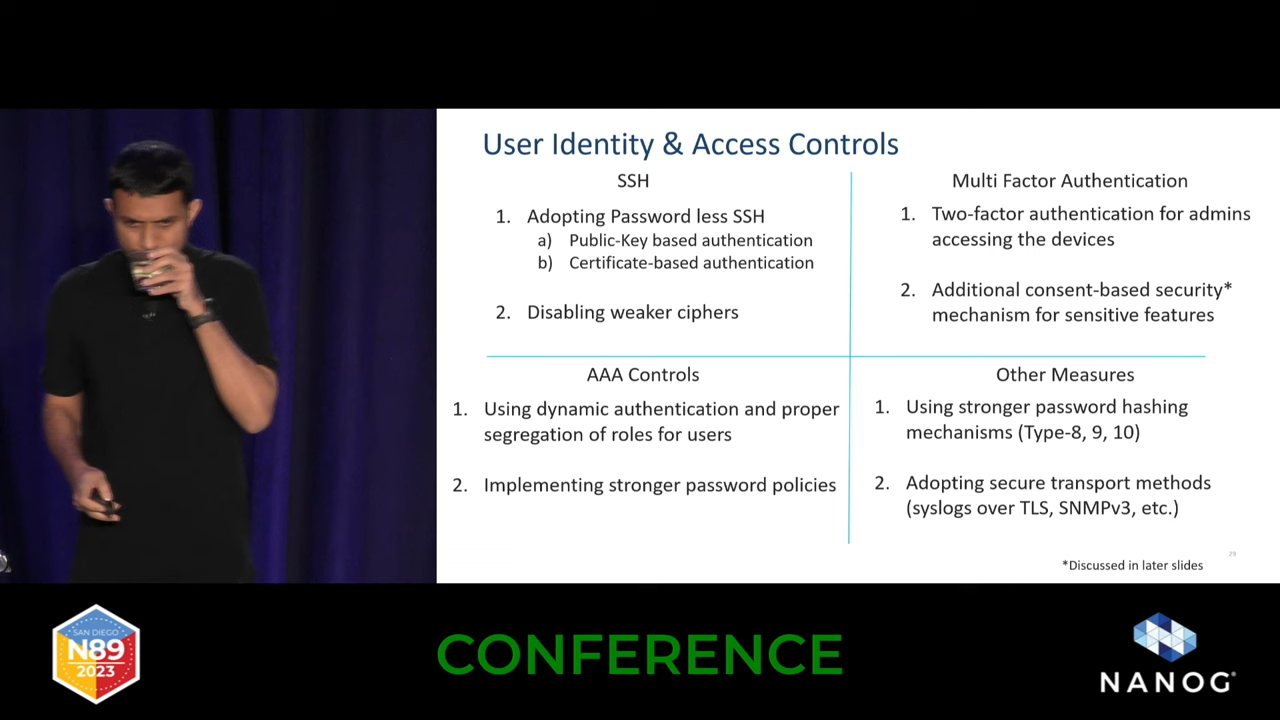 User Identity & Access Controls
SSH
1. Adopting Password less SSH
a) Public-Key based authentication
b) Certificate-based authentication
2. Disabling weaker ciphers
Multi Factor Authentication
1. Two-factor authentication for admins
accessing the devices
2. Additional consent-based security*
mechanism for sensitive features
AAA Controls
1. Using dynamic authentication and proper
segregation of roles for users
2. Implementing stronger password policies
Other Measures
1. Using stronger password hashing
mechanisms (Type-8, 9, 10)
2. Adopting secure transport methods
(syslogs over TLS, SNMPv3, etc.)
29
*Discussed in later slides
SAN DIEGO
N89
2023
CONFERENCE
NANOG®